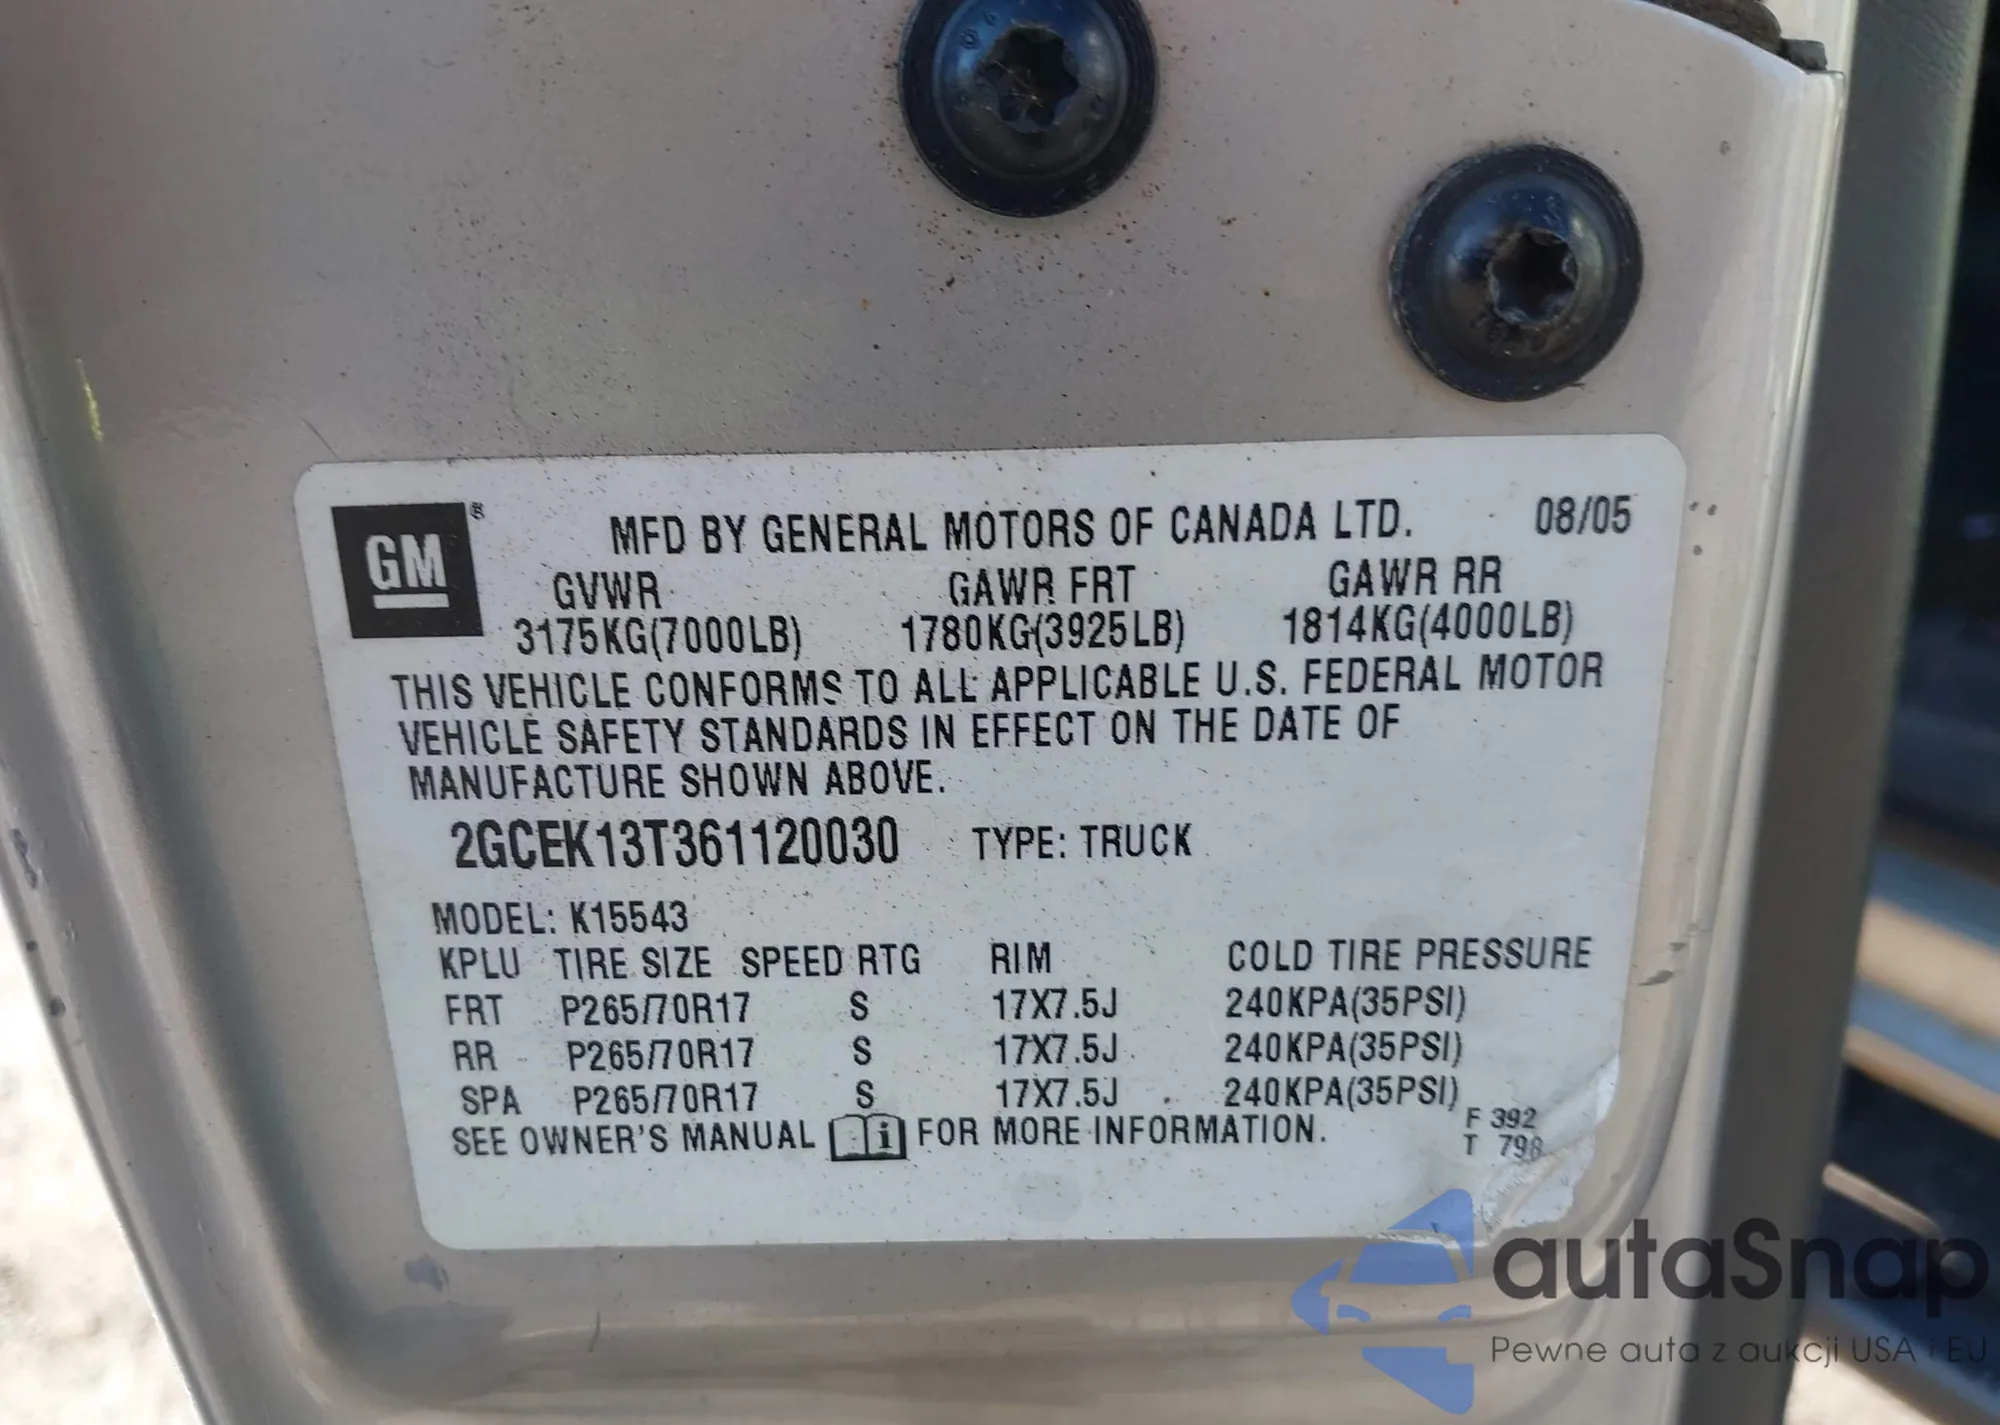 GM®
MFD BY GENERAL MOTORS OF CANADA LTD. 08/05
GVWR GAWR FRT GAWR RR
3175KG(7000LB) 1780KG(3925LB) 1814KG(4000LB)
THIS VEHICLE CONFORMS TO ALL APPLICABLE U.S. FEDERAL MOTOR
VEHICLE SAFETY STANDARDS IN EFFECT ON THE DATE OF
MANUFACTURE SHOWN ABOVE.
2GCEK13T361120030 TYPE: TRUCK
MODEL: K15543
KPLU TIRE SIZE SPEED RTG RIM COLD TIRE PRESSURE
FRT P265/70R17 S 17X7.5J 240KPA(35PSI)
RR P265/70R17 S 17X7.5J 240KPA(35PSI)
SPA P265/70R17 S 17X7.5J 240KPA(35PSI)
SEE OWNER'S MANUAL i FOR MORE INFORMATION.
F 392
T 798
autaSnap
Pewne auta z aukcji USA i EU